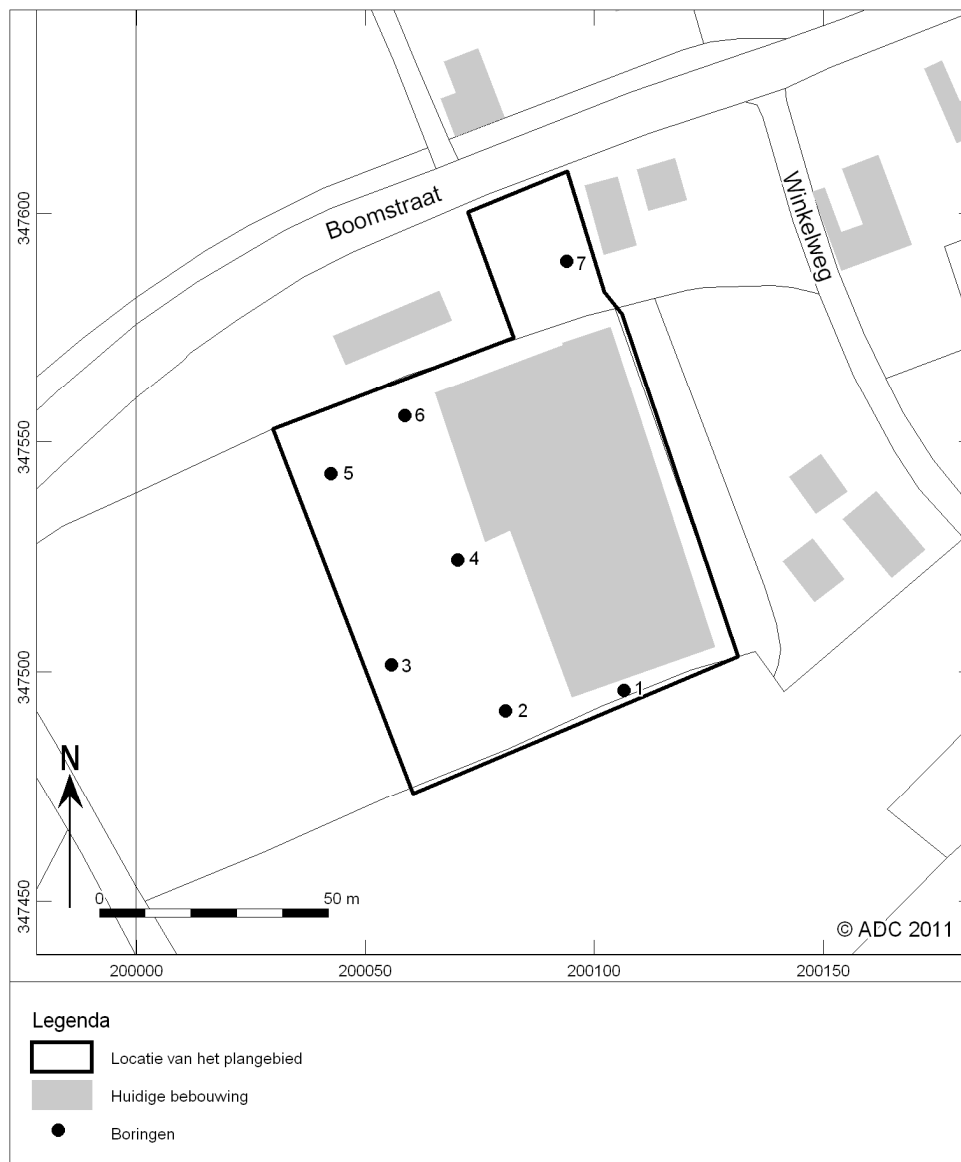 Boomstraat
Winkelweg
347600
7
6
347550
5
4
3
347500
1
2
N
347450
0
50 m
© ADC 2011
200000
200050
200100
200150
Legenda
Locatie van het plangebied
Huidige bebouwing
Boringen